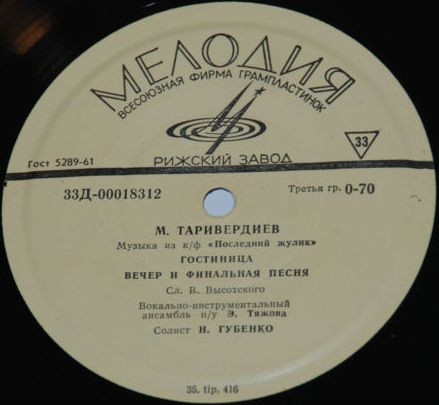 МЕЛОДИЯ
ВСЕСОЮЗНАЯ ФИРМА ГРАМПЛАСТИНОК
РИЖСКИЙ ЗАВОД
33
Гост 5289-61
33Д-00018312
Третья гр. 0-70
М. ТАРИВЕРДИЕВ
Музыка из к/ф «Последний жулик»
ГОСТИНИЦА
ВЕЧЕР И ФИНАЛЬНАЯ ПЕСНЯ
Сл. В. Высотского
Вокально-инструментальный
ансамбль п/у Э. Тяжова
Солист Н. ГУБЕНКО
35. tip. 416